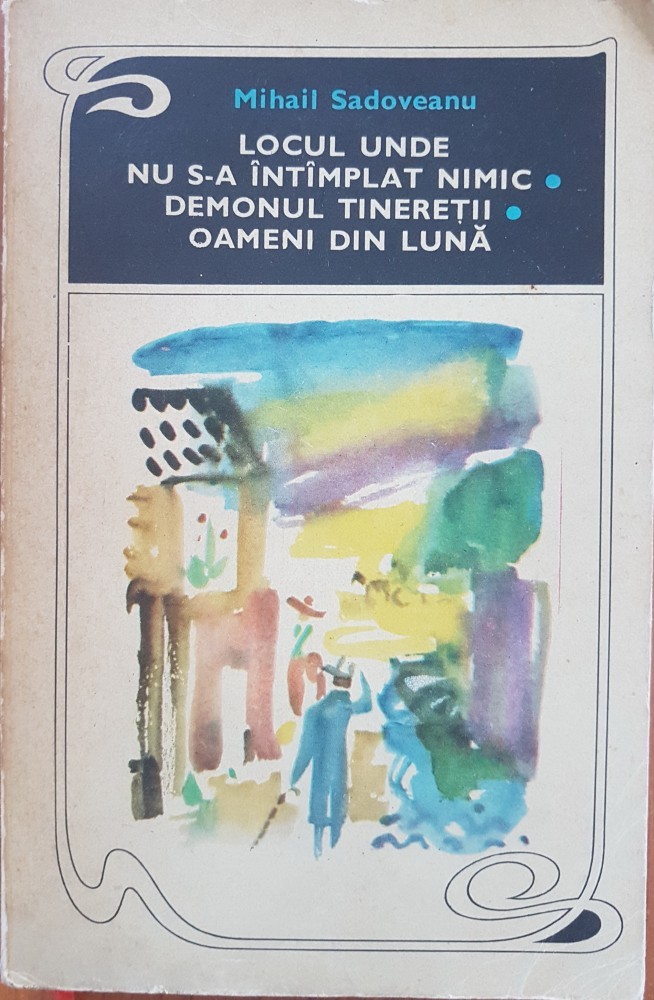 Mihail Sadoveanu
LOCUL UNDE
NU S-A ÎNTÎMPLAT NIMIC •
DEMONUL TINEREȚII •
OAMENI DIN LUNĂ